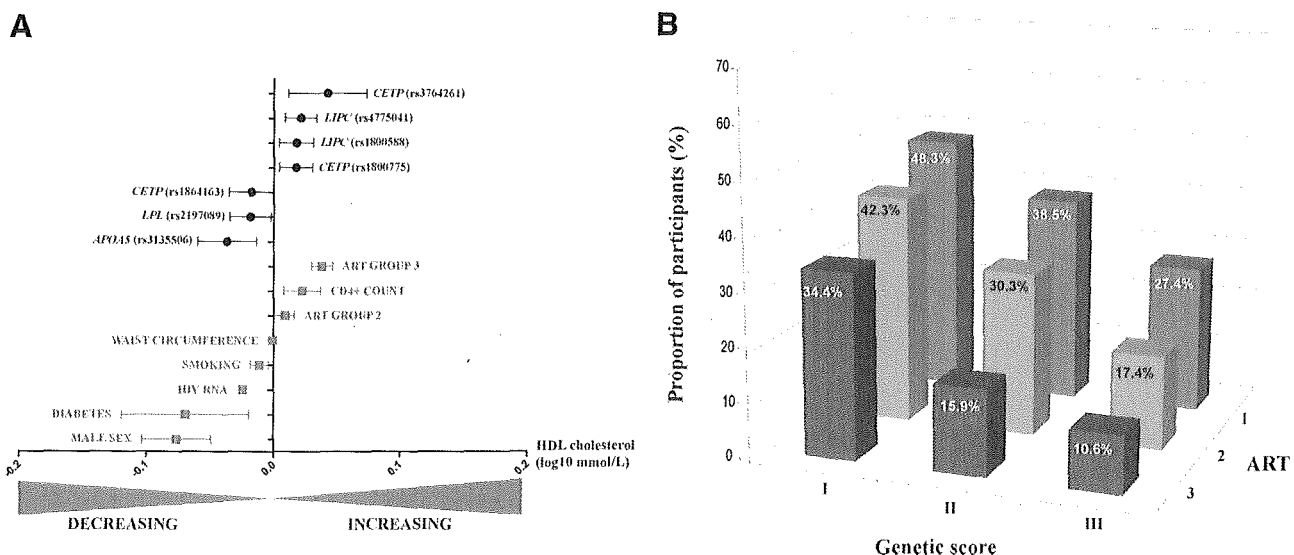 A
CETP (rs3764261)
LIPC (rs4775041)
LIPC (rs1800588)
CETP (rs1800775)
CETP (rs1864163)
LPL (rs2197089)
APOA5 (rs3135506)
ART GROUP 3
CD4+ COUNT
ART GROUP 2
WAIST CIRCUMFERENCE
SMOKING
HIV RNA
DIABETES
MALE SEX
HDL cholesterol
(log10 mmol/L)
-0.2
-0.1
0.0
0.1
0.2
DECREASING
INCREASING
B
Proportion of participants (%)
70
60
50
40
30
20
10
0
48.3%
42.3%
34.4%
38.5%
30.3%
15.9%
27.4%
17.4%
10.6%
I
II
III
Genetic score
1
2
3
ART